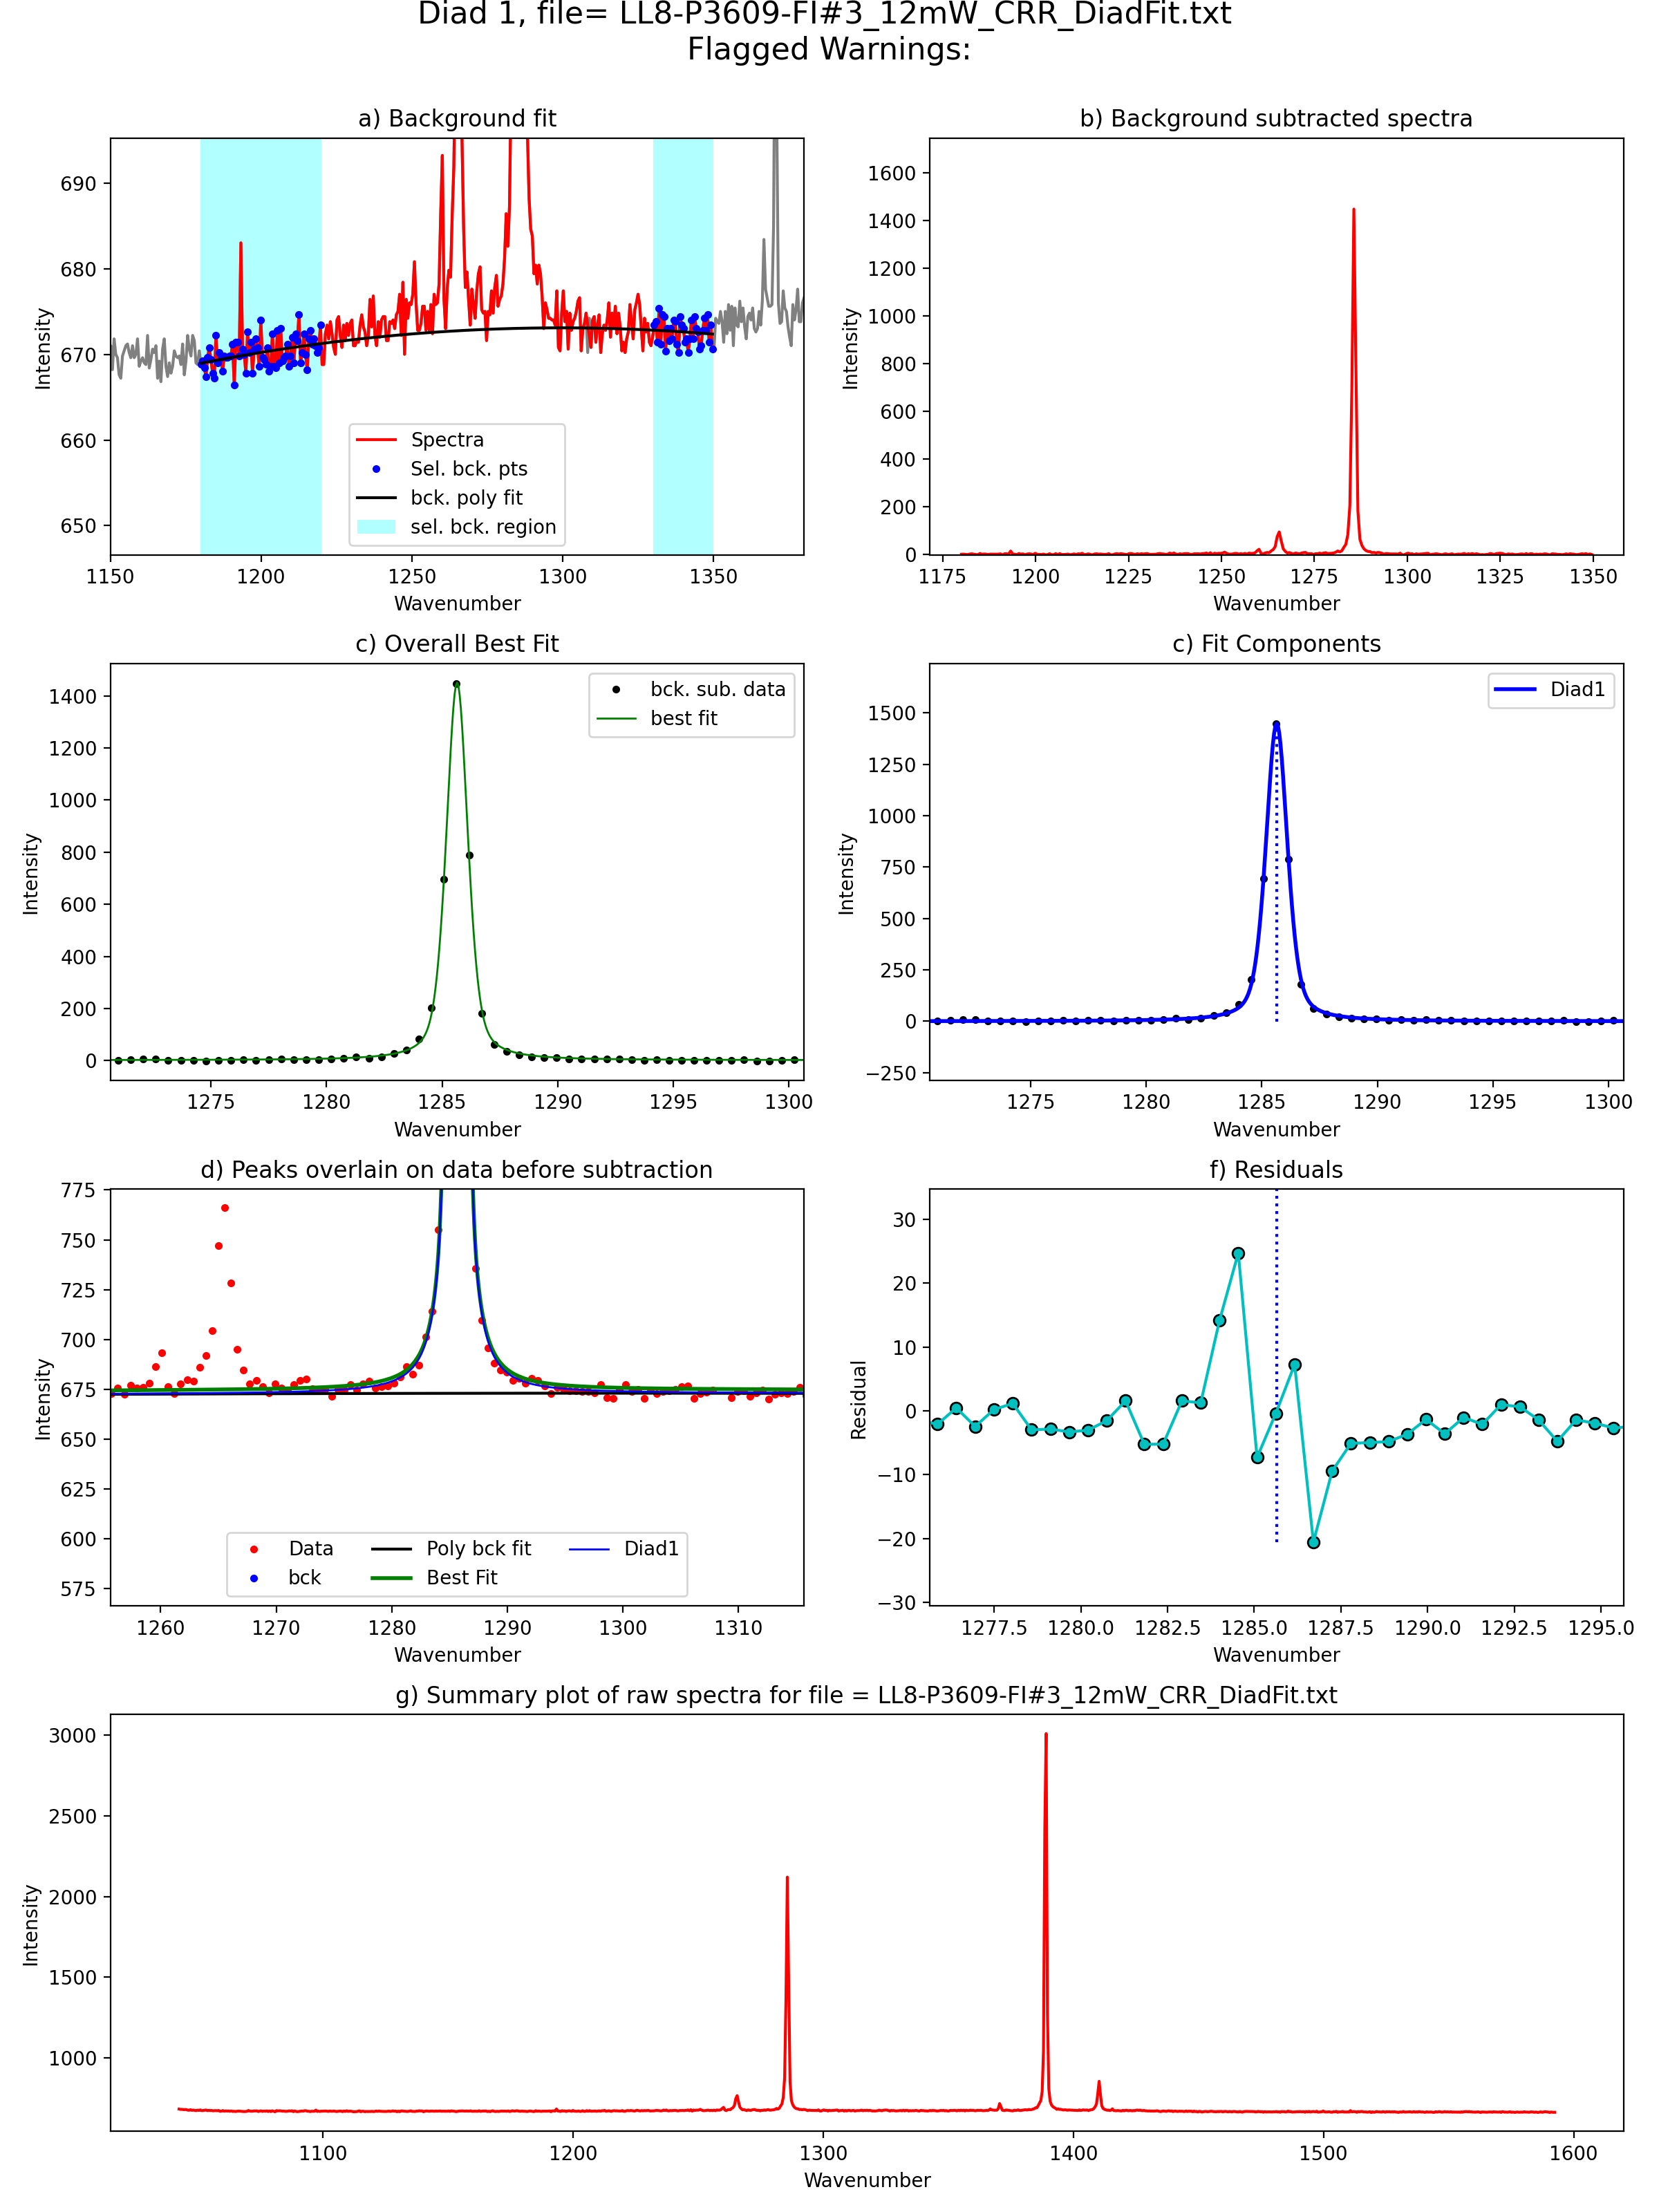 Diad 1, file= LL8-P3609-FI#3_12mW_CRR_DiadFit.txt
Flagged Warnings:
a) Background fit
690
680
670
660
650
Intensity
Spectra
Sel. bck. pts
bck. poly fit
sel. bck. region
1150 1200 1250 1300 1350
Wavenumber
b) Background subtracted spectra
1600
1400
1200
1000
800
600
400
200
0
Intensity
1175 1200 1225 1250 1275 1300 1325 1350
Wavenumber
c) Overall Best Fit
1400
1200
1000
800
600
400
200
0
Intensity
bck. sub. data
best fit
1275 1280 1285 1290 1295 1300
Wavenumber
c) Fit Components
1500
1250
1000
750
500
250
0
−250
Intensity
Diad1
1275 1280 1285 1290 1295 1300
Wavenumber
d) Peaks overlain on data before subtraction
775
750
725
700
675
650
625
600
575
Intensity
Data
bck
Poly bck fit
Best Fit
Diad1
1260 1270 1280 1290 1300 1310
Wavenumber
f) Residuals
30
20
10
0
−10
−20
−30
Residual
1277.5 1280.0 1282.5 1285.0 1287.5 1290.0 1292.5 1295.0
Wavenumber
g) Summary plot of raw spectra for file = LL8-P3609-FI#3_12mW_CRR_DiadFit.txt
3000
2500
2000
1500
1000
Intensity
1100 1200 1300 1400 1500 1600
Wavenumber